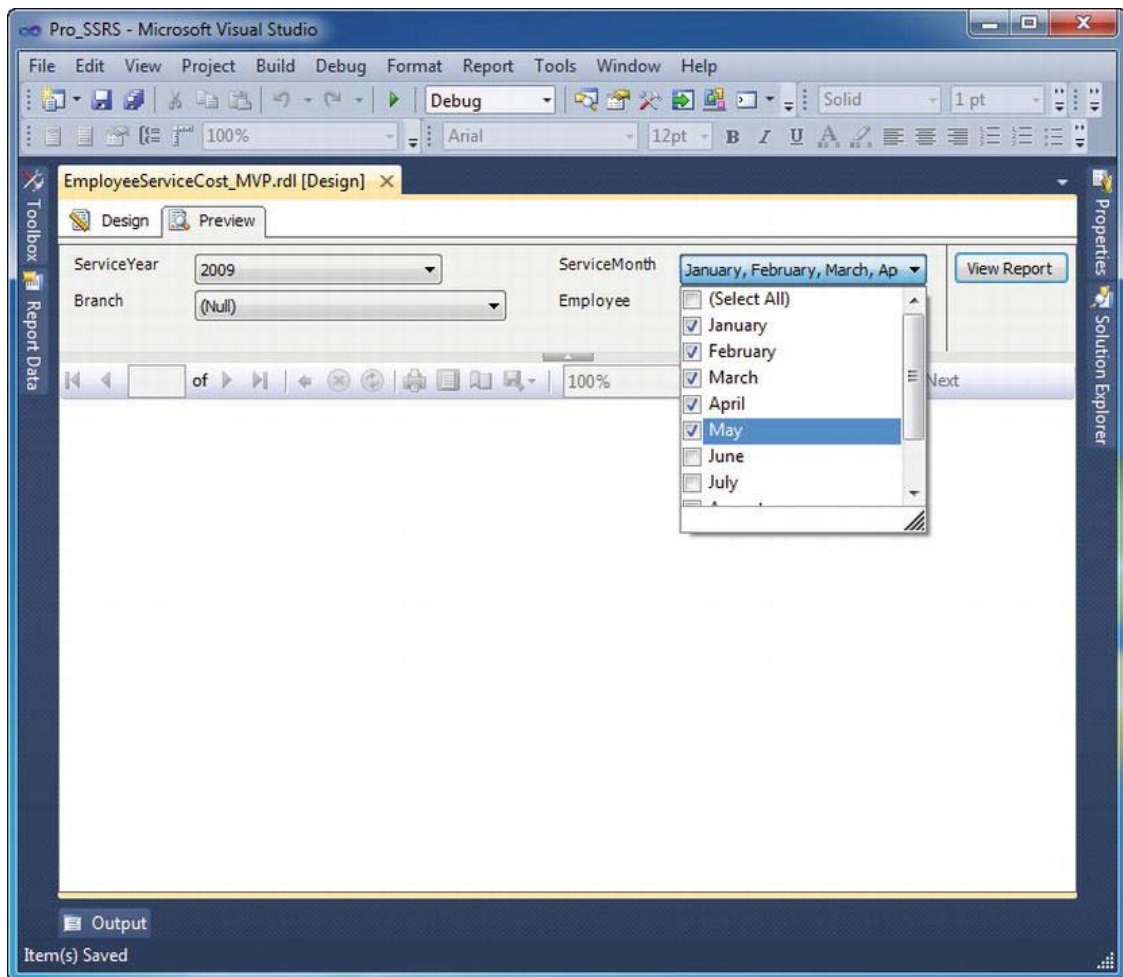 Pro_SSRS - Microsoft Visual Studio
File Edit View Project Build Debug Format Report Tools Window Help
Debug Solid 1 pt
100% Arial 12pt B I U A
Toolbox
Report Data
Properties
Solution Explorer
EmployeeServiceCost_MVP.rdl [Design]
Design Preview
ServiceYear 2009 ServiceMonth January, February, March, Ap View Report
Branch (Null) Employee
(Select All)
January
February
March
April
May
June
July
of 100% Next
Output
Item(s) Saved